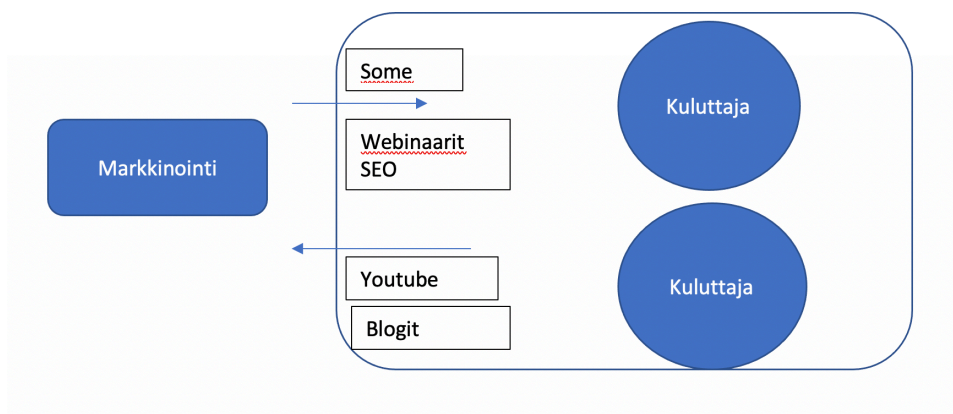 Some
Kuluttaja
Markkinointi
Webinaarit
SEO
Youtube
Kuluttaja
Blogit